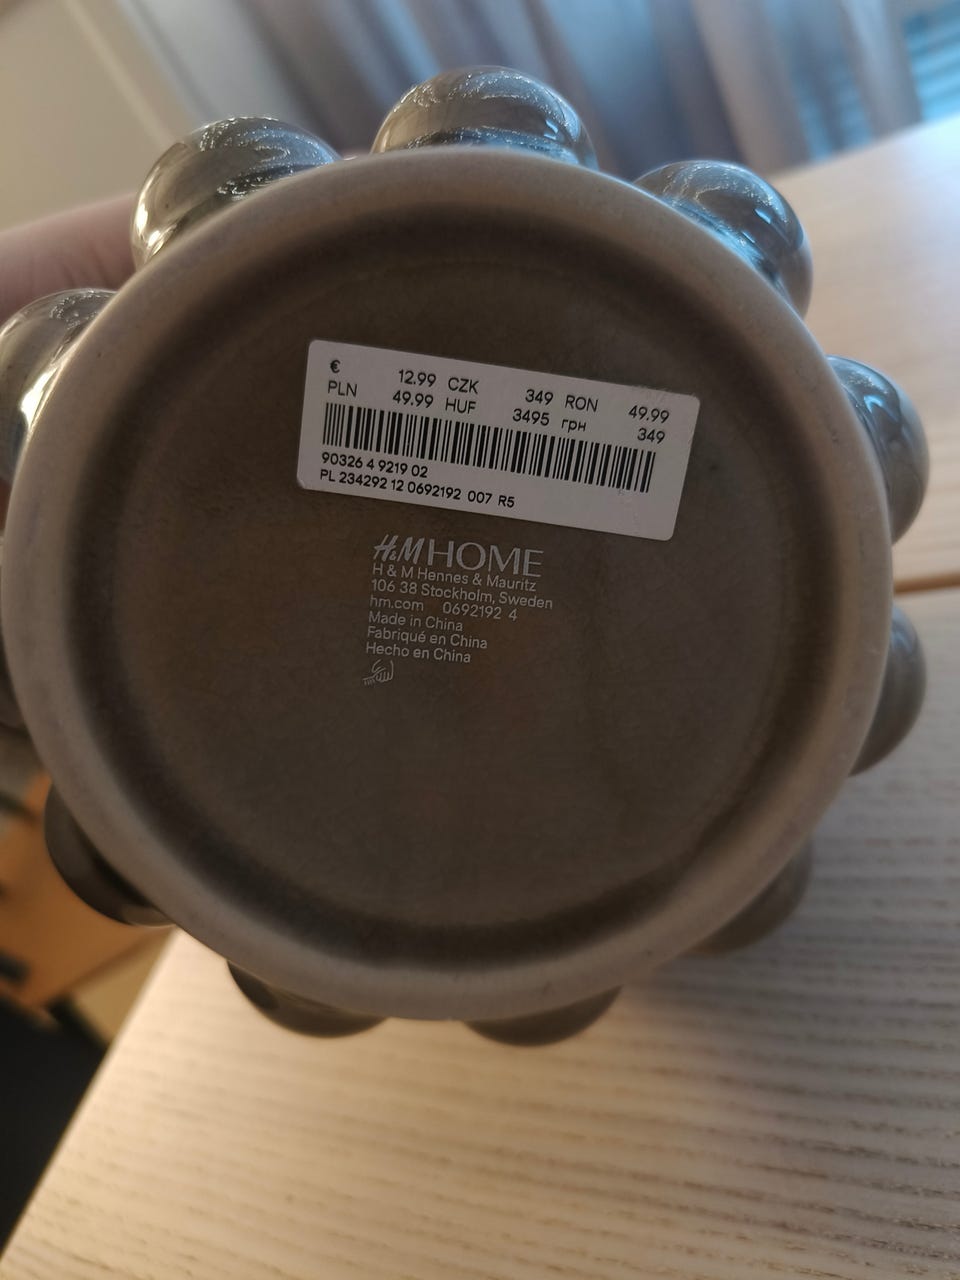 € 12.99 CZK 349 RON 49.99
PLN 49.99 HUF 3495 грн 349
90326 4 9219 02
PL 234292 12 0692192 007 R5
H&M HOME
H & M Hennes & Mauritz
106 38 Stockholm, Sweden
hm.com 0692192 4
Made in China
Fabriqué en China
Hecho en China